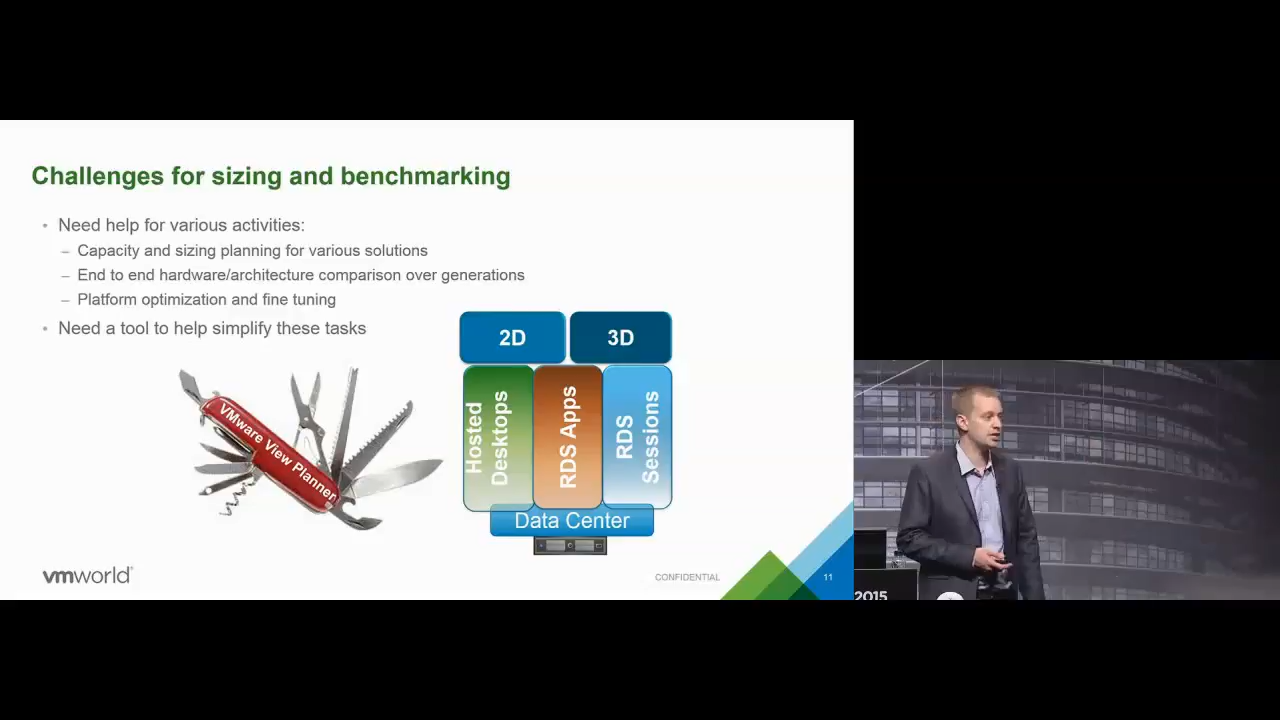 Challenges for sizing and benchmarking
• Need help for various activities:
– Capacity and sizing planning for various solutions
– End to end hardware/architecture comparison over generations
– Platform optimization and fine tuning
• Need a tool to help simplify these tasks
VMware View Planner
2D
3D
Hosted
Desktops
RDS Apps
RDS
Sessions
Data Center
vmworld®
CONFIDENTIAL
11
2015